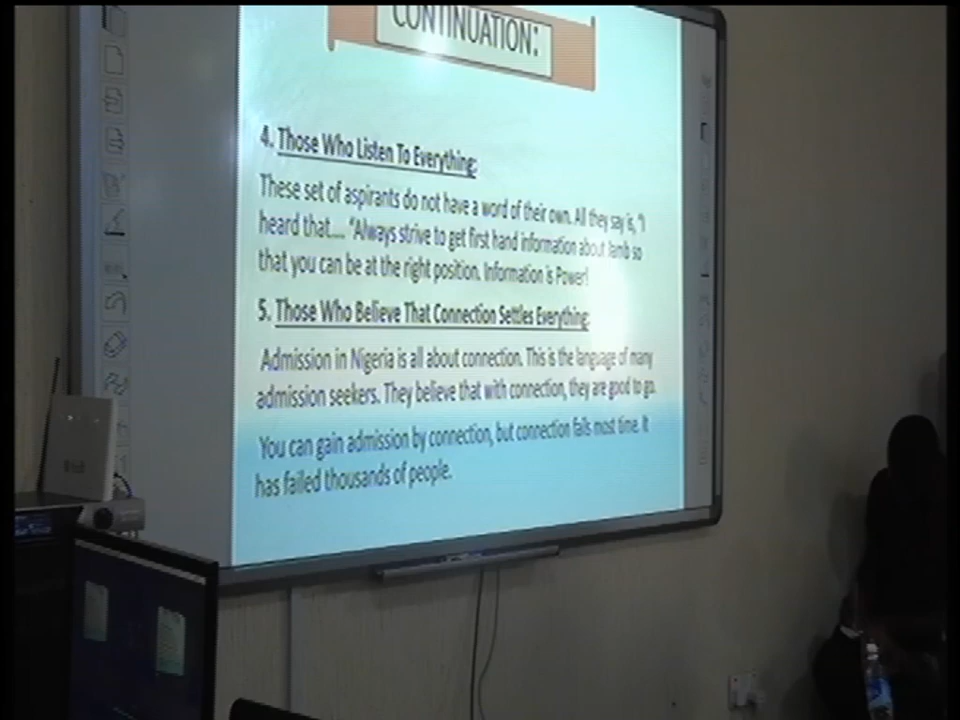 CONTINUATION:
4. Those Who Listen To Everything:
These set of aspirants do not have a word of their own. All they say is, "I
heard that.... "Always strive to get first hand information about Jamb so
that you can be at the right position. Information is Power!
5. Those Who Believe That Connection Settles Everything:
Admission in Nigeria is all about connection. This is the language of many
admission seekers. They believe that with connection, they are good to go.
You can gain admission by connection, but connection fails most time. It
has failed thousands of people.